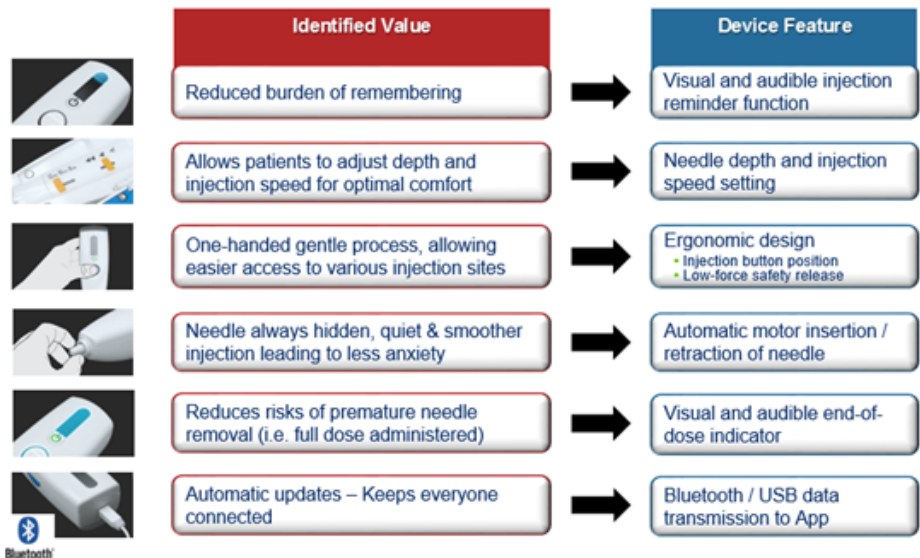 Identified Value
Device Feature
Reduced burden of remembering
Visual and audible injection
reminder function
Allows patients to adjust depth and
injection speed for optimal comfort
Needle depth and injection
speed setting
One-handed gentle process, allowing
easier access to various injection sites
Ergonomic design
• Injection button position
• Low-force safety release
Needle always hidden, quiet & smoother
injection leading to less anxiety
Automatic motor insertion /
retraction of needle
Reduces risks of premature needle
removal (i.e. full dose administered)
Visual and audible end-of-
dose indicator
Automatic updates – Keeps everyone
connected
Bluetooth / USB data
transmission to App
Bluetooth